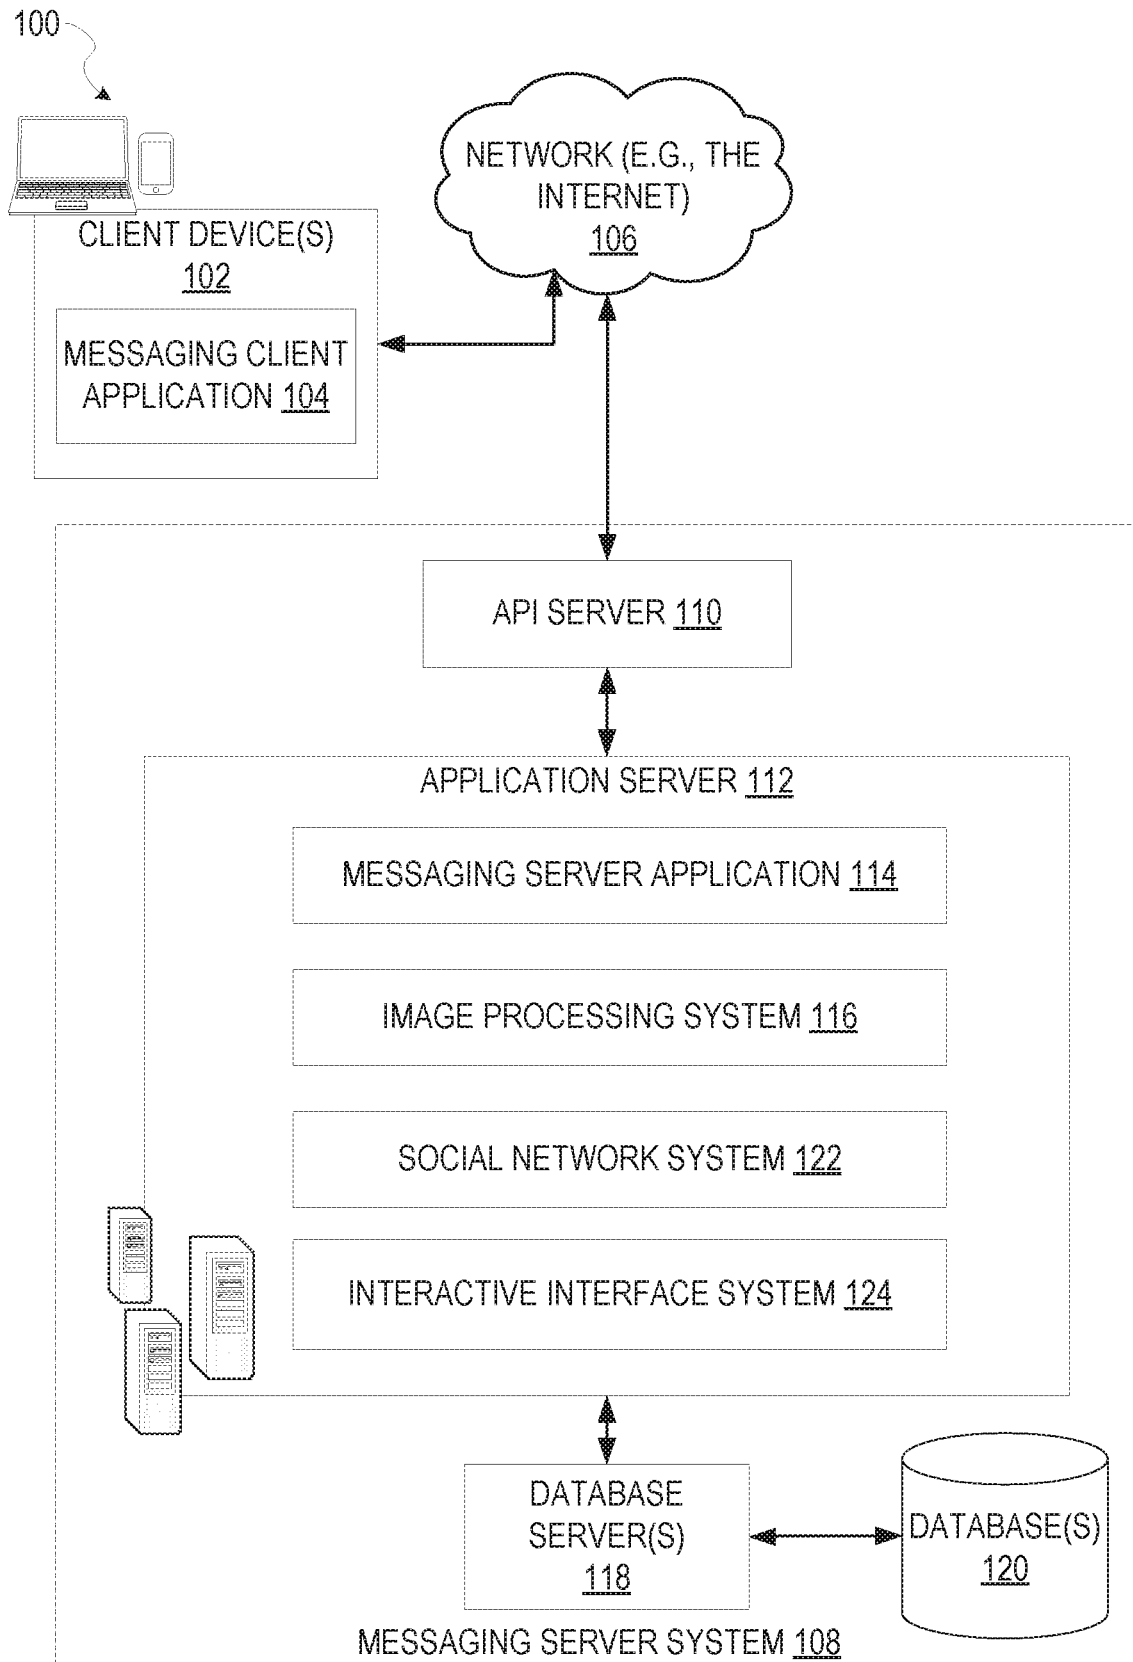 100
NETWORK (E.G., THE
INTERNET)
106
CLIENT DEVICE(S)
102
MESSAGING CLIENT
APPLICATION 104
API SERVER 110
APPLICATION SERVER 112
MESSAGING SERVER APPLICATION 114
IMAGE PROCESSING SYSTEM 116
SOCIAL NETWORK SYSTEM 122
INTERACTIVE INTERFACE SYSTEM 124
DATABASE
SERVER(S)
118
DATABASE(S)
120
MESSAGING SERVER SYSTEM 108